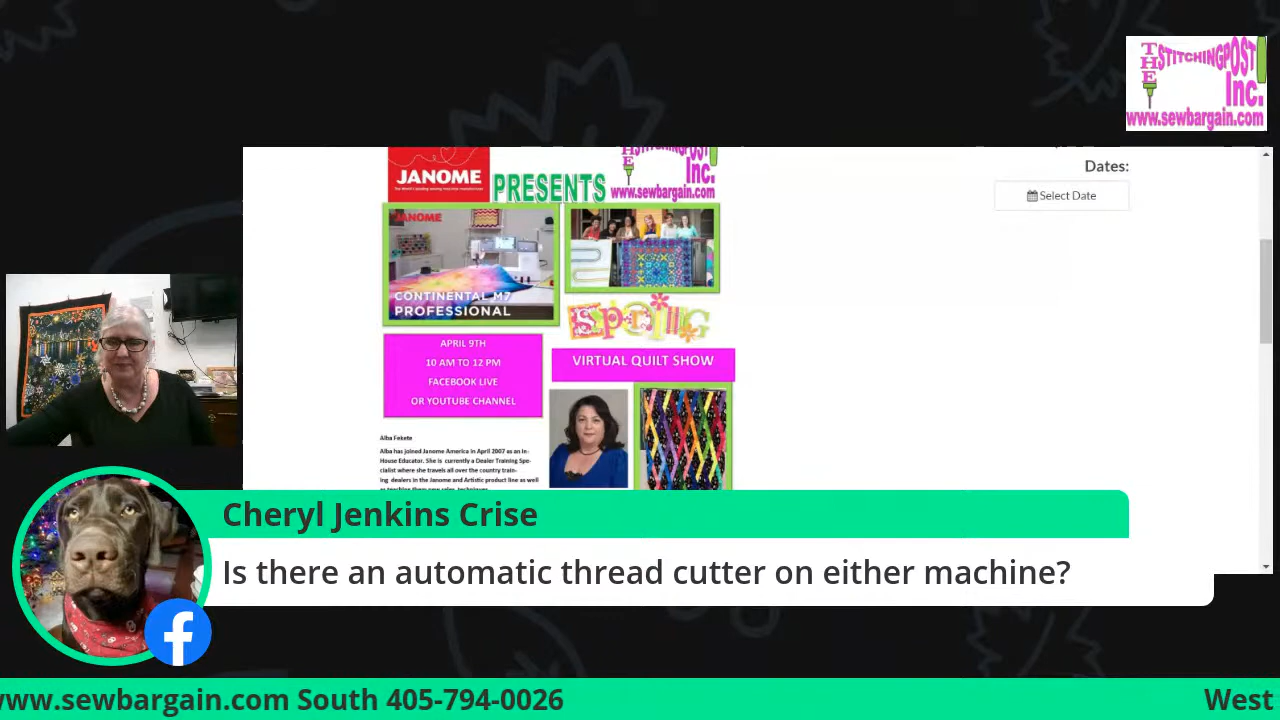 THE
STITCHINGPOST
Inc.
www.sewbargain.com
Dates:
Select Date
JANOME
PRESENTS
THE
STITCHINGPOST
Inc.
www.sewbargain.com
JANOME
CONTINENTAL M7
PROFESSIONAL
SPRING
APRIL 9TH
10 AM TO 12 PM
FACEBOOK LIVE
OR YOUTUBE CHANNEL
VIRTUAL QUILT SHOW
Alba Fekete
Alba has joined Janome America in April 2007 as an in-
House Educator. She is currently a Dealer Training Spe-
cialist where she travels all over the country train-
ing dealers in the Janome and Artistic product line as well
Cheryl Jenkins Crise
Is there an automatic thread cutter on either machine?
www.sewbargain.com South 405-794-0026
West